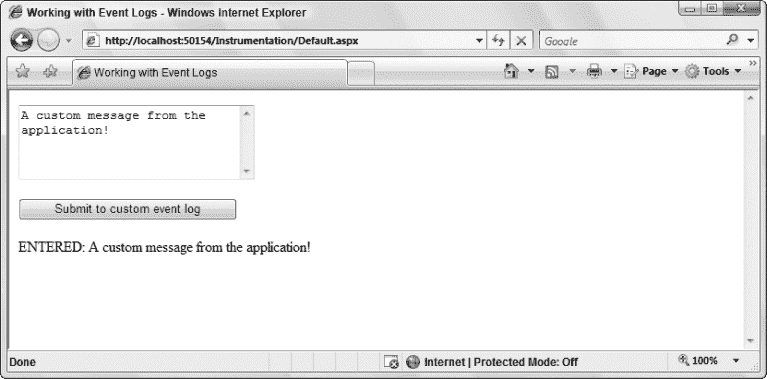 Working with Event Logs - Windows Internet Explorer
http://localhost:50154/Instrumentation/Default.aspx
Google
Working with Event Logs
Page
Tools
A custom message from the
application!
Submit to custom event log
ENTERED: A custom message from the application!
Done
Internet | Protected Mode: Off
100%